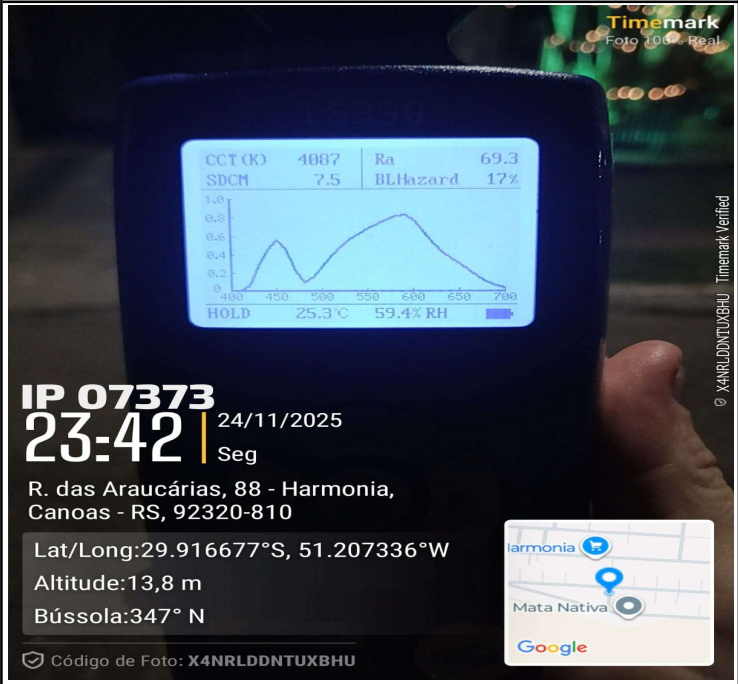 Timemark
Foto 100% Real
CCT(K) 4087 Ra 69.3
SDCM 7.5 BLHazard 17%
1.0
0.8
0.6
0.4
0.2
0
400 450 500 550 600 650 700
HOLD 25.3°C 59.4% RH
X4NRLDDNTUXBHU Timemark Verified
IP 07373
23:42
24/11/2025
Seg
R. das Araucárias, 88 - Harmonia,
Canoas - RS, 92320-810
Lat/Long:29.916677°S, 51.207336°W
Altitude:13,8 m
Bússola:347° N
Código de Foto: X4NRLDDNTUXBHU
larmonia
Mata Nativa
Google